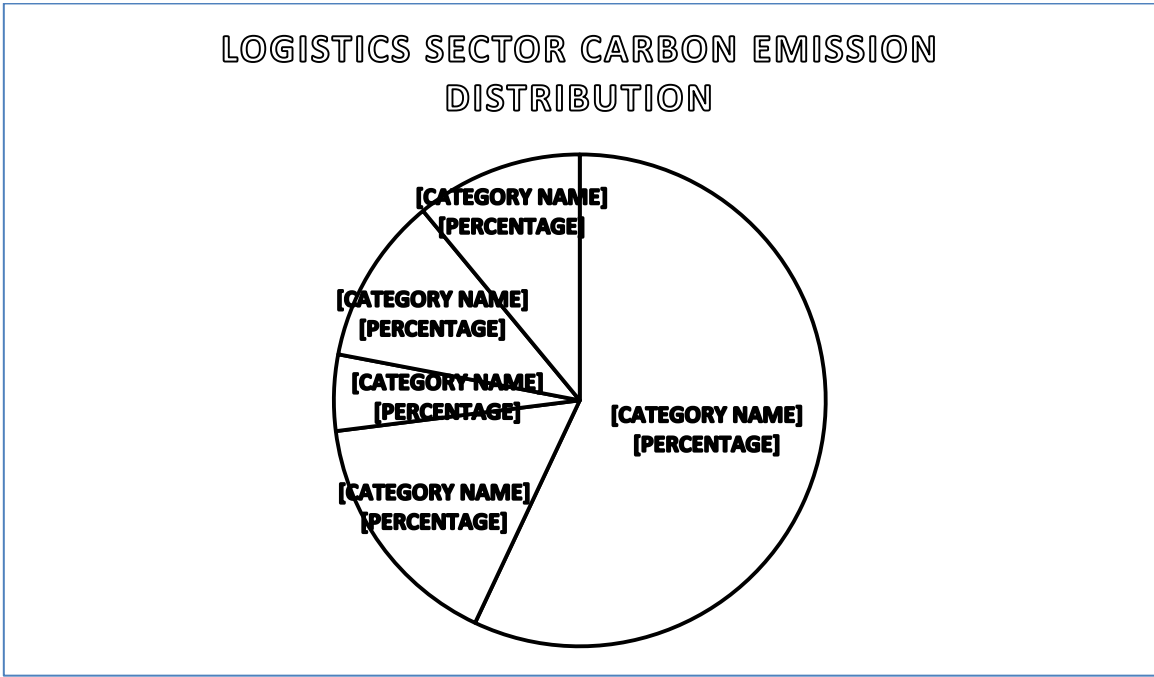 LOGISTICS SECTOR CARBON EMISSION
DISTRIBUTION
[CATEGORY NAME]
[PERCENTAGE]
[CATEGORY NAME]
[PERCENTAGE]
[CATEGORY NAME]
[PERCENTAGE]
[CATEGORY NAME]
[PERCENTAGE]
[CATEGORY NAME]
[PERCENTAGE]